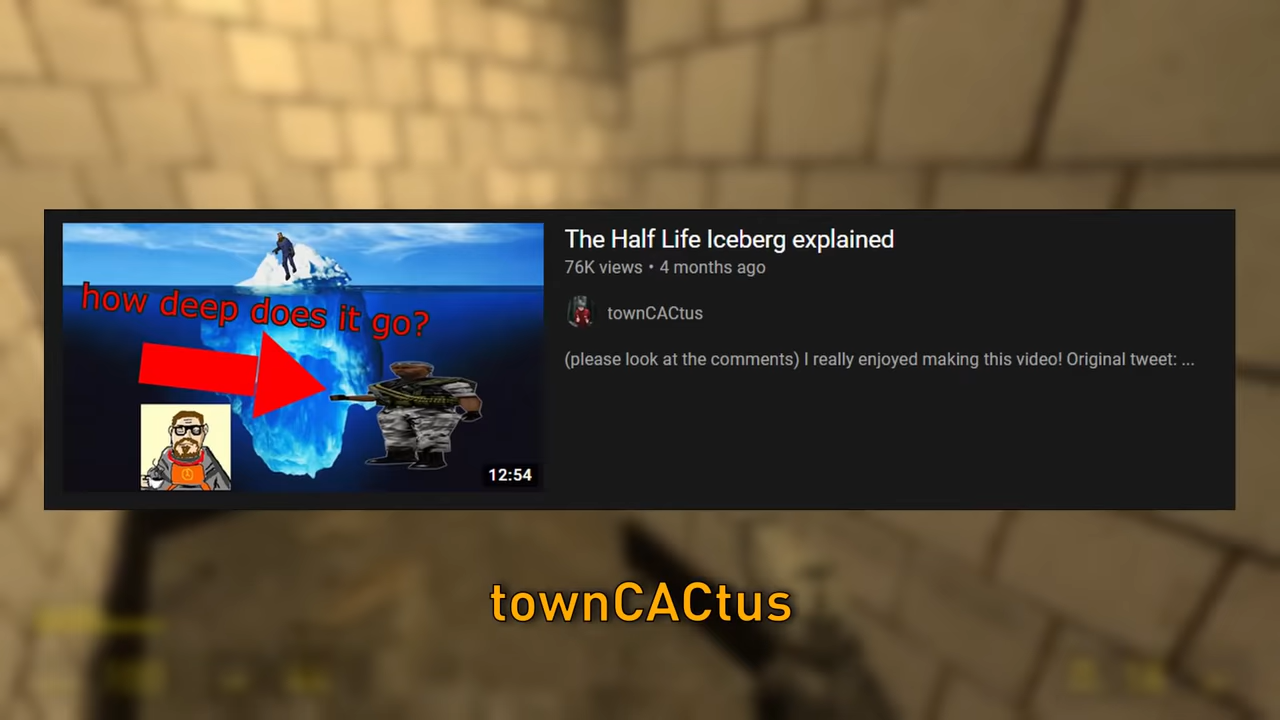 how deep does it go?
12:54
The Half Life Iceberg explained
76K views • 4 months ago
townCACtus
(please look at the comments) I really enjoyed making this video! Original tweet: ...
townCACtus